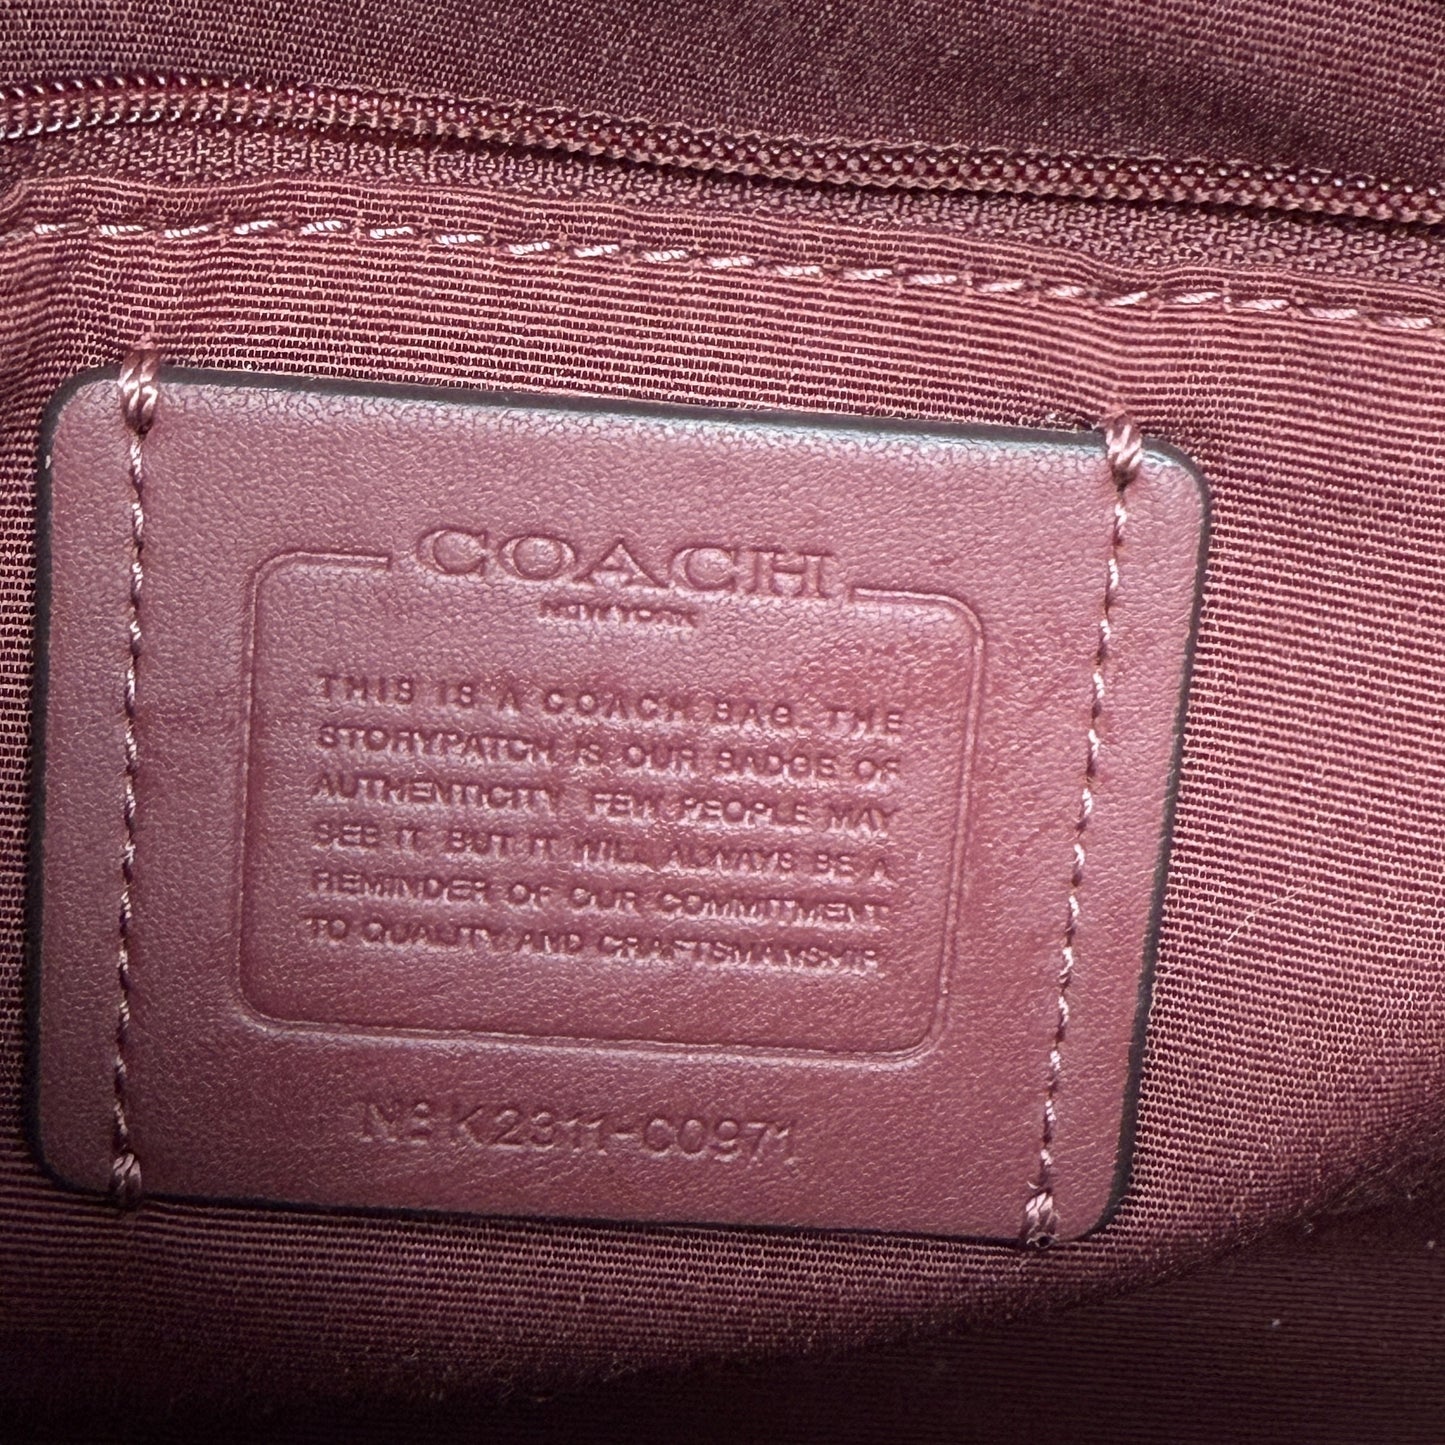 COACH
NEW YORK
THIS IS A COACH BAG. THE
STORYPATCH IS OUR BADGE OF
AUTHENTICITY. FEW PEOPLE MAY
SEE IT, BUT IT WILL ALWAYS BE A
REMINDER OF OUR COMMITMENT
TO QUALITY AND CRAFTSMANSHIP.
Nº K2311-C0971